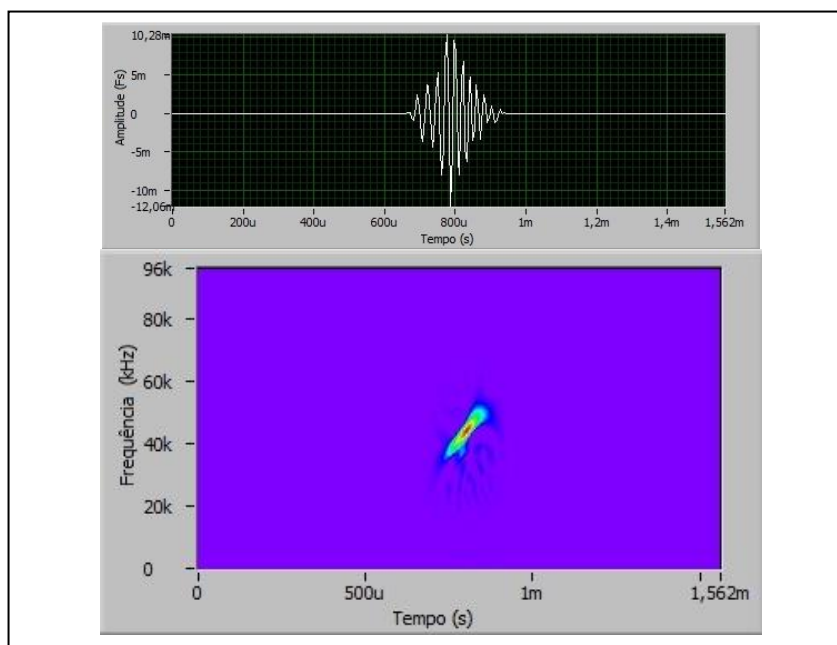 10,28m
5m
0
-5m
-10m
-12,06m
Amplitude (Fs)
0 200u 400u 600u 800u 1m 1,2m 1,4m 1,562m
Tempo (s)
96k
80k
60k
40k
20k
0
Frequência (kHz)
0 500u 1m 1,562m
Tempo (s)